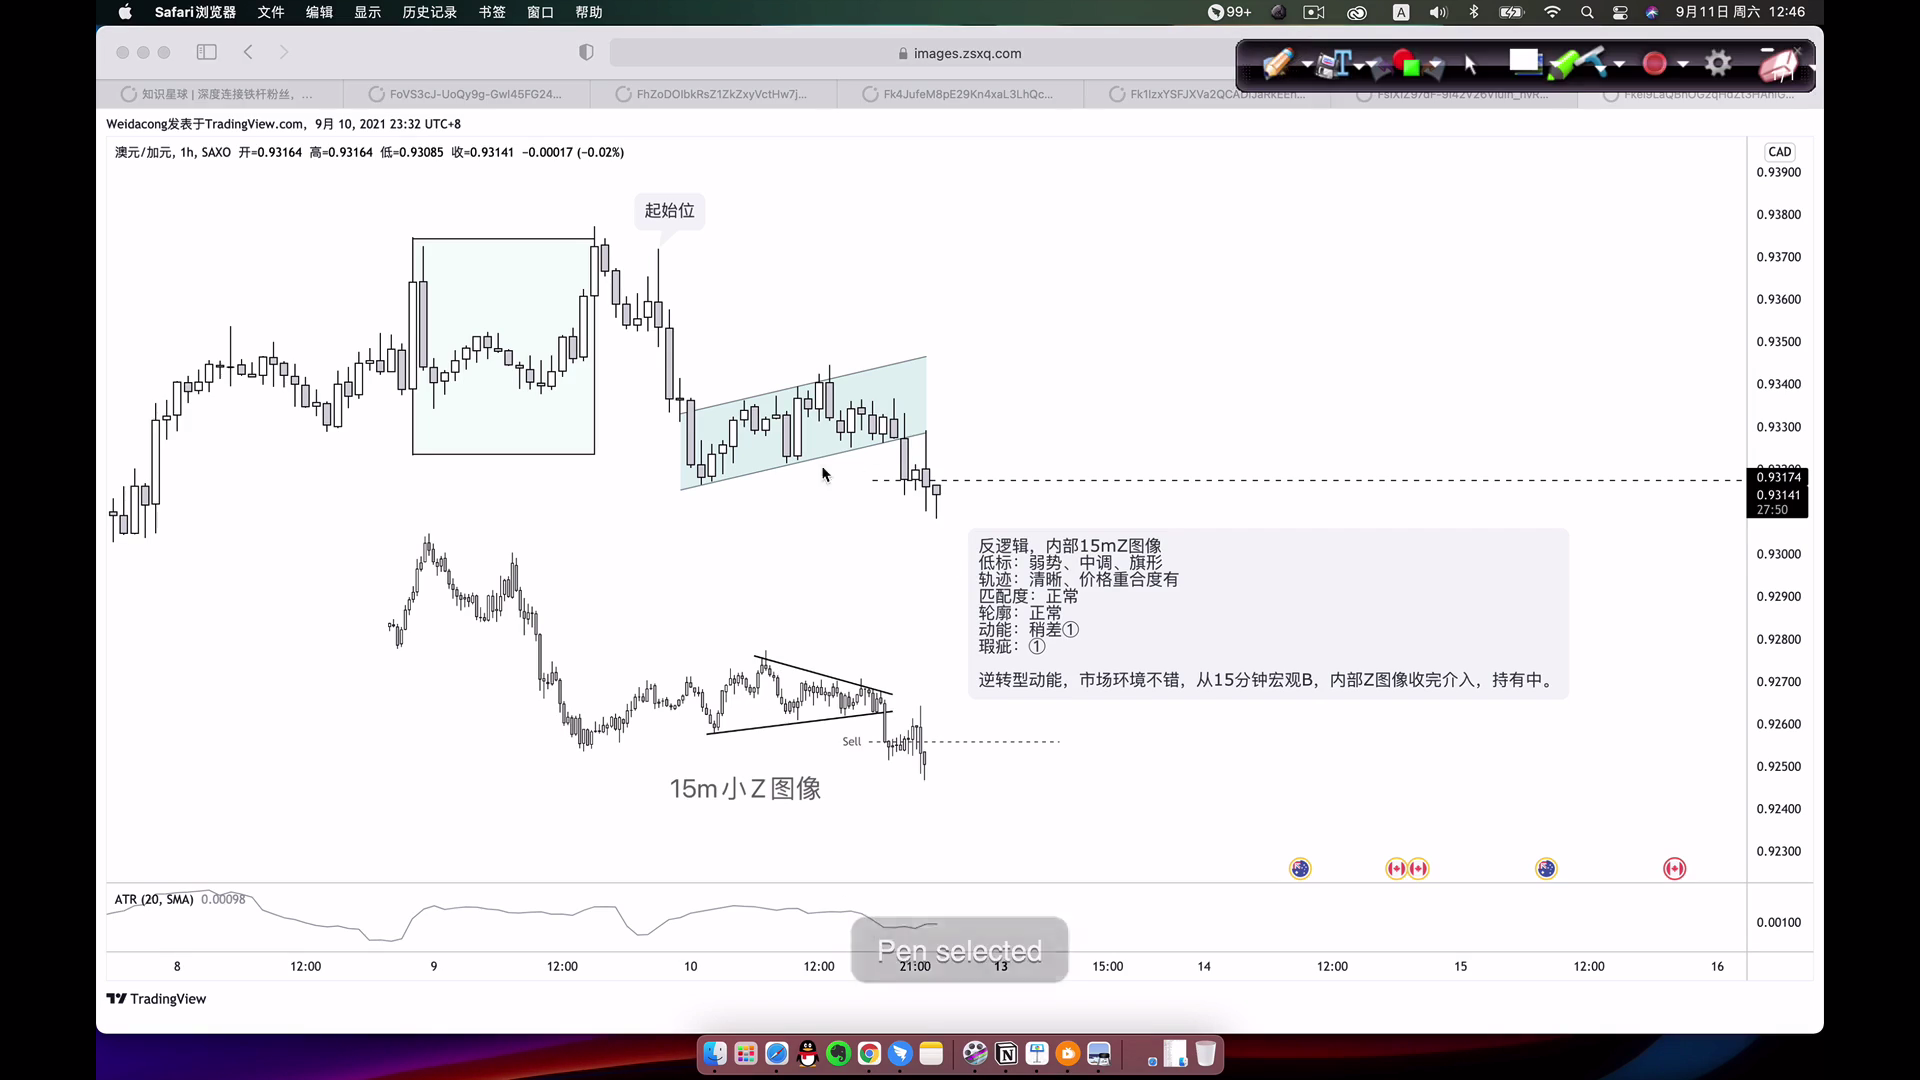 Safari浏览器 文件 编辑 显示 历史记录 书签 窗口 帮助
99+ A 9月11日 周六 12:46
images.zsxq.com
知识星球 | 深度连接铁杆粉丝，...
FoVS3cJ-UoQy9g-GwI45FG24...
FhZoDOIbkRsZ1ZkZxyVctHw7j...
Fk4JufeM8pE29Kn4xaL3LhQc...
Weidacong发表于TradingView.com，9月 10, 2021 23:32 UTC+8
澳元/加元, 1h, SAXO 开=0.93164 高=0.93164 低=0.93085 收=0.93141 −0.00017 (−0.02%)
CAD
0.93900
起始位
0.93800
0.93700
0.93600
0.93500
0.93400
0.93300
0.93174
0.93141
27:50
反逻辑，内部15mZ图像
低标：弱势、中调、旗形
轨迹：清晰、价格重合度有
匹配度：正常
轮廓：正常
动能：稍差①
瑕疵：①
逆转型动能，市场环境不错，从15分钟宏观B，内部Z图像收完介入，持有中。
0.93000
0.92900
0.92800
0.92700
0.92600
Sell
0.92500
15m小Z图像
0.92400
0.92300
ATR (20, SMA) 0.00098
0.00100
Pen selected
8 12:00 9 12:00 10 12:00 21:00 13 15:00 14 12:00 15 12:00 16
TradingView